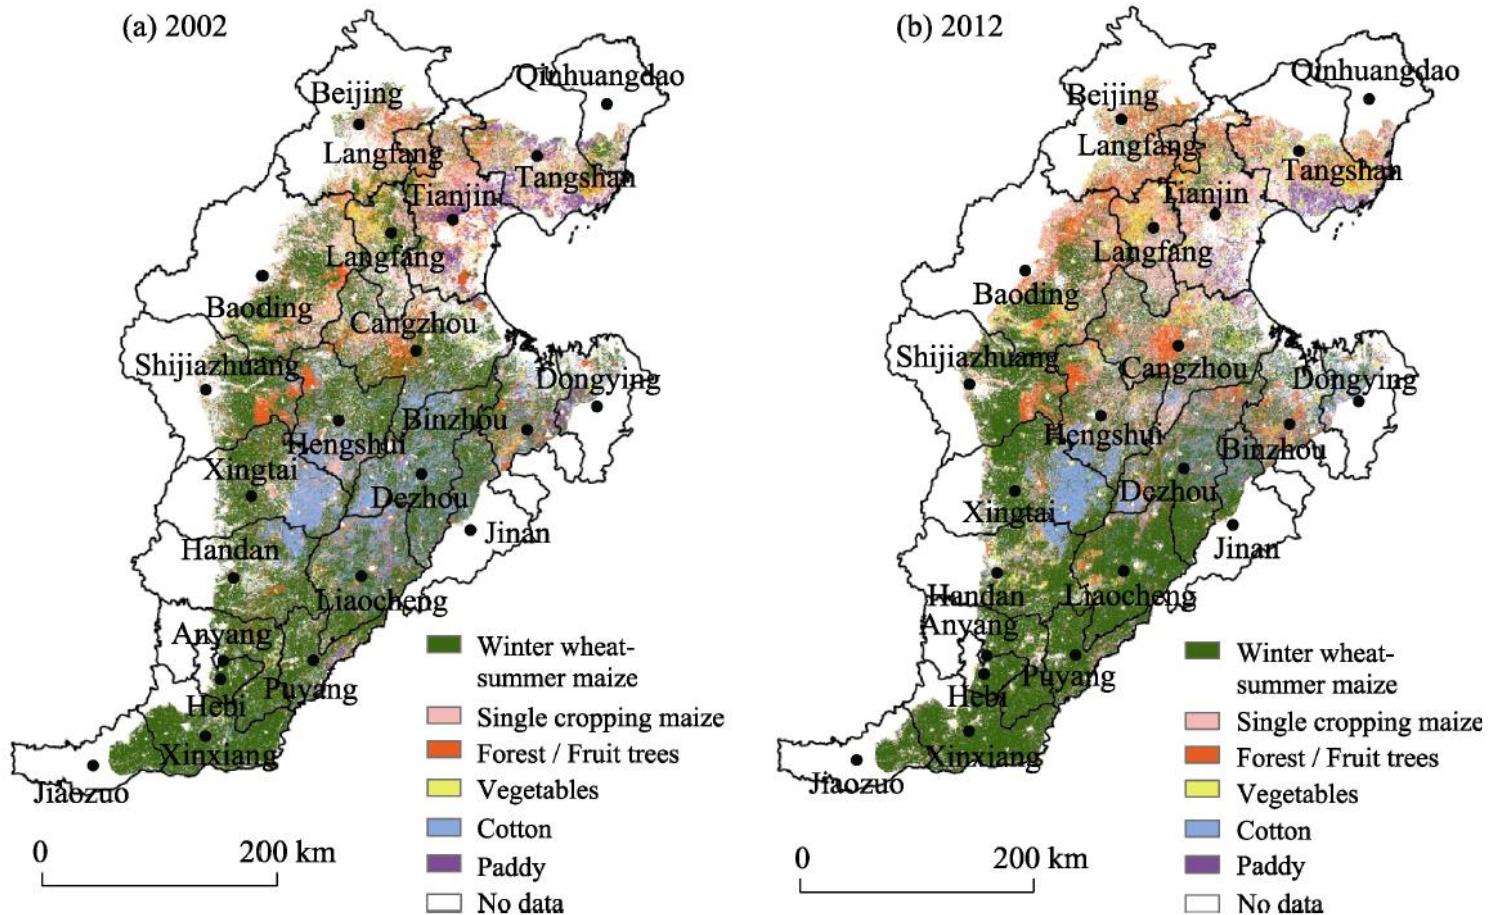 (a) 2002
Qinhuangdao
Beijing
Langfang
Tangshan
Tianjin
Langfang
Baoding
Cangzhou
Shijiazhuang
Dongying
Binzhou
Hengshui
Xingtai
Dezhou
Jinan
Handan
Liaocheng
Anyang
Puyang
Hebi
Xinxiang
Jiaozuo
Winter wheat-
summer maize
Single cropping maize
Forest / Fruit trees
Vegetables
Cotton
Paddy
No data
0 200 km
(b) 2012
Qinhuangdao
Beijing
Langfang
Tangshan
Tianjin
Langfang
Baoding
Shijiazhuang
Cangzhou
Dongying
Hengshui
Binzhou
Dezhou
Xingtai
Jinan
Handan
Liaocheng
Anyang
Puyang
Hebi
Xinxiang
Jiaozuo
Winter wheat-
summer maize
Single cropping maize
Forest / Fruit trees
Vegetables
Cotton
Paddy
No data
0 200 km